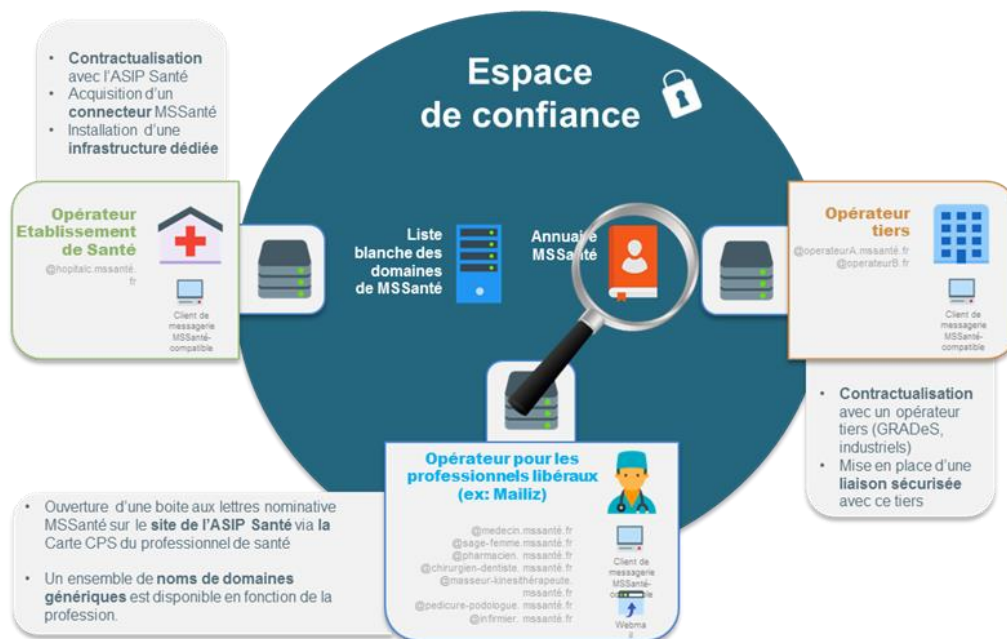 Espace
de confiance
• Contractualisation
avec l'ASIP Santé
• Acquisition d'un
connecteur MSSanté
• Installation d'une
infrastructure dédiée
Opérateur
Etablissement
de Santé
@hopitalc.mssanté.
fr
Client de
messagerie
MSSanté-
compatible
Liste
blanche des
domaines
de MSSanté
Annuaire
MSSanté
Opérateur
tiers
@operateurA.mssanté.fr
@operateurB.fr
Client de
messagerie
MSSanté-
compatible
• Contractualisation
avec un opérateur
tiers (GRADeS,
industriels)
• Mise en place d'une
liaison sécurisée
avec ce tiers
Opérateur pour les
professionnels libéraux
(ex: Mailiz)
@medecin.mssanté.fr
@sage-femme.mssanté.fr
@pharmacien. mssanté.fr
@chirurgien-dentiste. mssanté.fr
@masseur-kinesithérapeute.
mssanté.fr
@pedicure-podologue. mssanté.fr
@infirmier. mssanté.fr
Client de
messagerie
MSSanté-
Webma
il
• Ouverture d'une boite aux lettres nominative
MSSanté sur le site de l'ASIP Santé via la
Carte CPS du professionnel de santé
• Un ensemble de noms de domaines
génériques est disponible en fonction de la
profession.